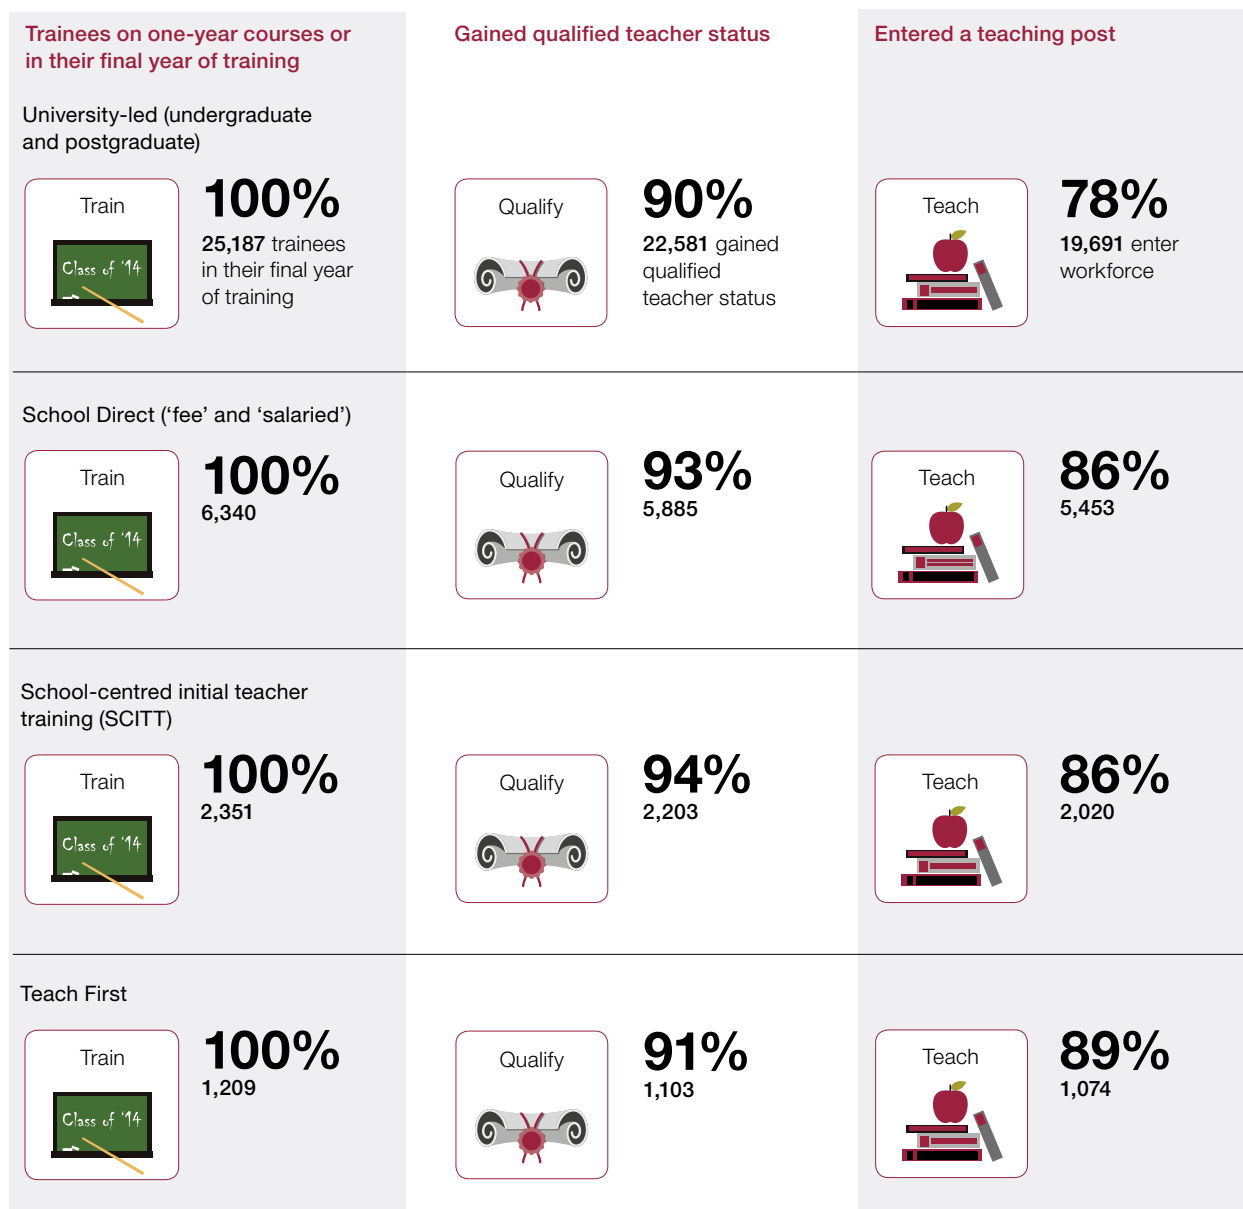 Trainees on one-year courses or
in their final year of training
Gained qualified teacher status
Entered a teaching post
University-led (undergraduate
and postgraduate)
Train
Class of '14
100%
25,187 trainees
in their final year
of training
Qualify
90%
22,581 gained
qualified
teacher status
Teach
78%
19,691 enter
workforce
School Direct (‘fee’ and ‘salaried’)
Train
Class of '14
100%
6,340
Qualify
93%
5,885
Teach
86%
5,453
School-centred initial teacher
training (SCITT)
Train
Class of '14
100%
2,351
Qualify
94%
2,203
Teach
86%
2,020
Teach First
Train
Class of '14
100%
1,209
Qualify
91%
1,103
Teach
89%
1,074